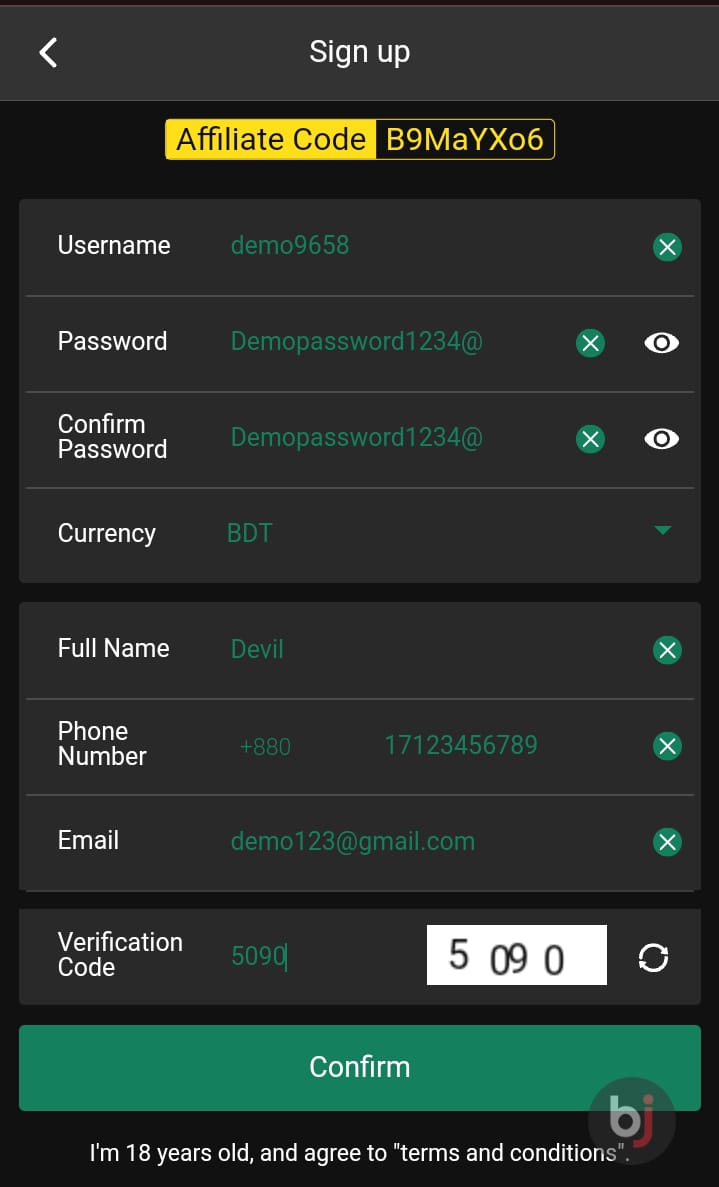 Sign up
Affiliate Code B9MaYXo6
Username demo9658
Password Demopassword1234@
Confirm
Password
Demopassword1234@
Currency BDT
Full Name Devil
Phone
Number
+880 17123456789
Email demo123@gmail.com
Verification
Code
5090
5 09 0
Confirm
bj
I'm 18 years old, and agree to "terms and conditions".